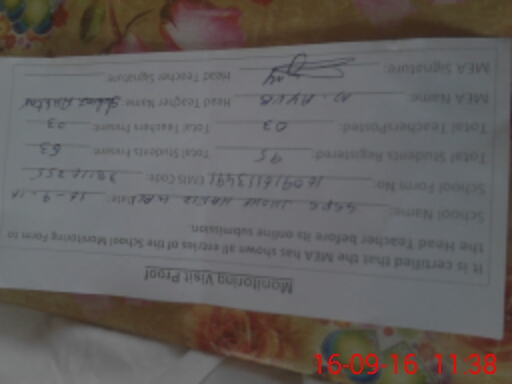 Monitoring Visit Proof
It is certified that the MEA has shown all entries of the School Monitoring Form to
the Head Teacher before its online submission.
School Name: GGPS Date: 16-9-16
School Form No: EMIS Code:
Total Students Registered: 95 Total Students Present: 63
Total Teachers Posted: 03 Total Teachers Present: 03
MEA Name: Head Teacher Name:
MEA Signature: Head Teacher Signature:
16-09-16 11:38